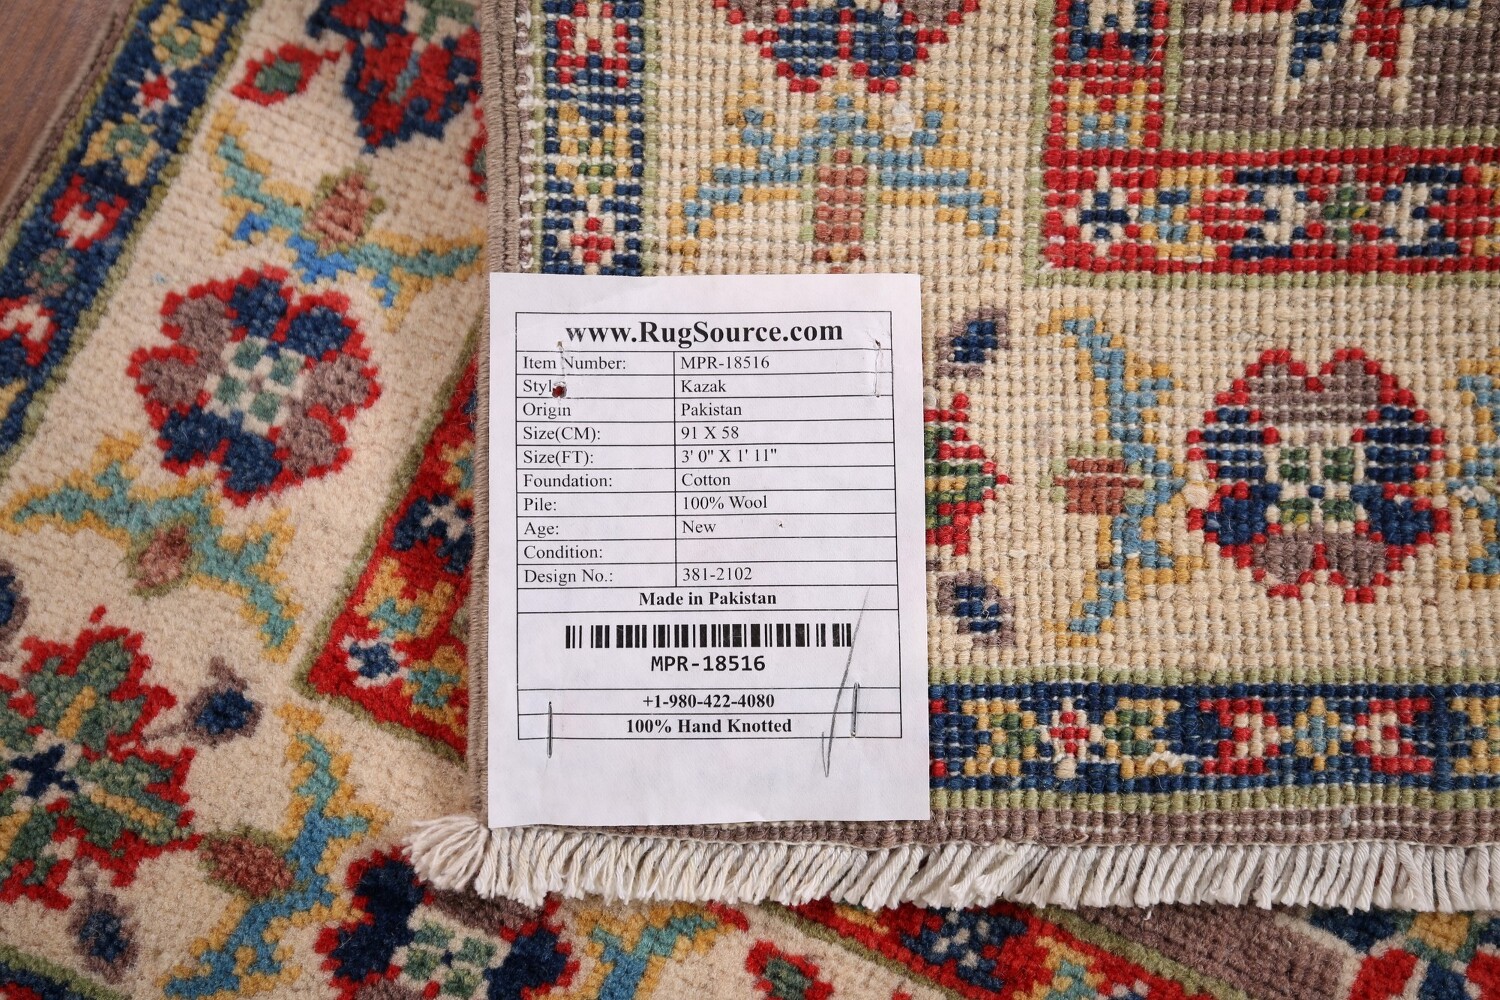 www.RugSource.com
Item Number: MPR-18516
Style Kazak
Origin Pakistan
Size(CM): 91 X 58
Size(FT): 3' 0" X 1' 11"
Foundation: Cotton
Pile: 100% Wool
Age: New
Condition:
Design No.: 381-2102
Made in Pakistan
MPR-18516
+1-980-422-4080
100% Hand Knotted